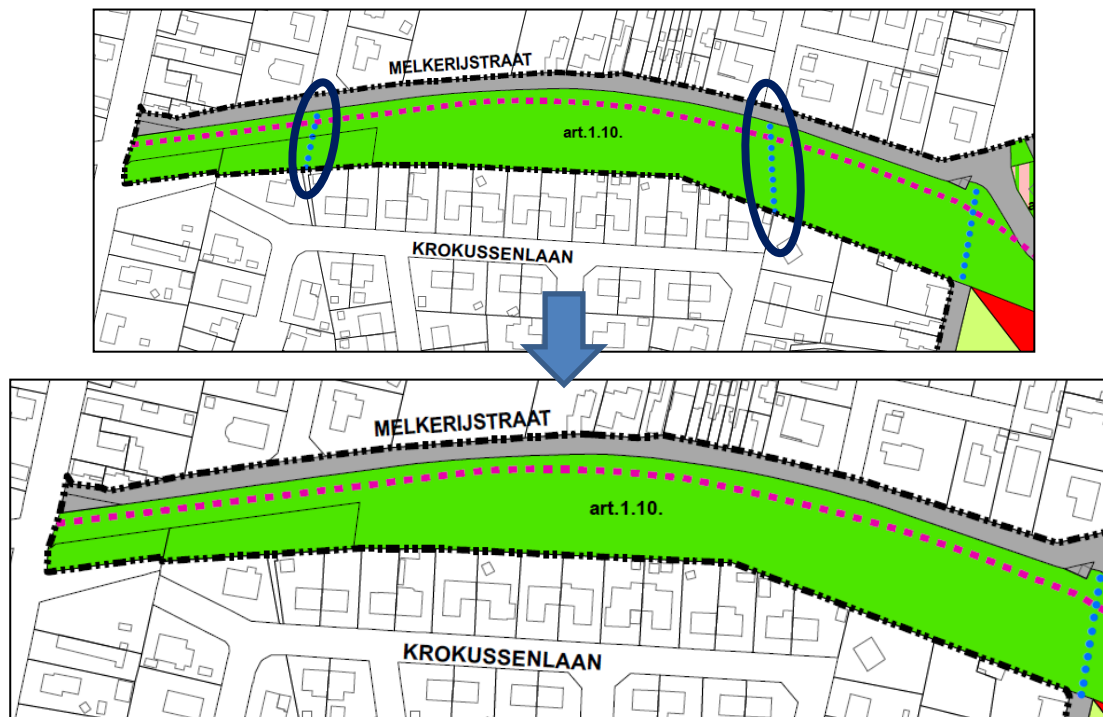 MELKERIJSTRAAT
art.1.10.
a
KROKUSSENLAAN
MELKERIJSTRAAT
art.1.10.
KROKUSSENLAAN